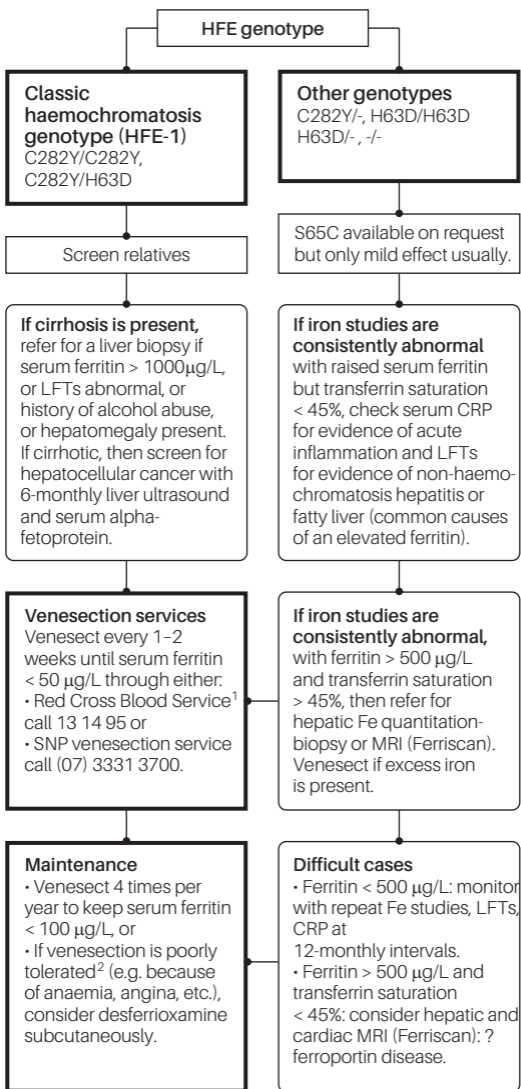 HFE genotype
Classic
haemochromatosis
genotype (HFE-1)
C282Y/C282Y,
C282Y/H63D
Other genotypes
C282Y/-, H63D/H63D
H63D/- , -/-
Screen relatives
S65C available on request
but only mild effect usually.
If cirrhosis is present,
refer for a liver biopsy if
serum ferritin > 1000µg/L,
or LFTs abnormal, or
history of alcohol abuse,
or hepatomegaly present.
If cirrhotic, then screen for
hepatocellular cancer with
6-monthly liver ultrasound
and serum alpha-
fetoprotein.
If iron studies are
consistently abnormal
with raised serum ferritin
but transferrin saturation
< 45%, check serum CRP
for evidence of acute
inflammation and LFTs
for evidence of non-haemo-
chromatosis hepatitis or
fatty liver (common causes
of an elevated ferritin).
Venesection services
Venesect every 1–2
weeks until serum ferritin
< 50 µg/L through either:
• Red Cross Blood Service¹
call 13 14 95 or
• SNP venesection service
call (07) 3331 3700.
If iron studies are
consistently abnormal,
with ferritin > 500 µg/L
and transferrin saturation
> 45%, then refer for
hepatic Fe quantitation-
biopsy or MRI (Ferriscan).
Venesect if excess iron
is present.
Maintenance
• Venesect 4 times per
year to keep serum ferritin
< 100 µg/L, or
• If venesection is poorly
tolerated² (e.g. because
of anaemia, angina, etc.),
consider desferrioxamine
subcutaneously.
Difficult cases
• Ferritin < 500 µg/L: monitor
with repeat Fe studies, LFTs,
CRP at
12-monthly intervals.
• Ferritin > 500 µg/L and
transferrin saturation
< 45%: consider hepatic and
cardiac MRI (Ferriscan): ?
ferroportin disease.